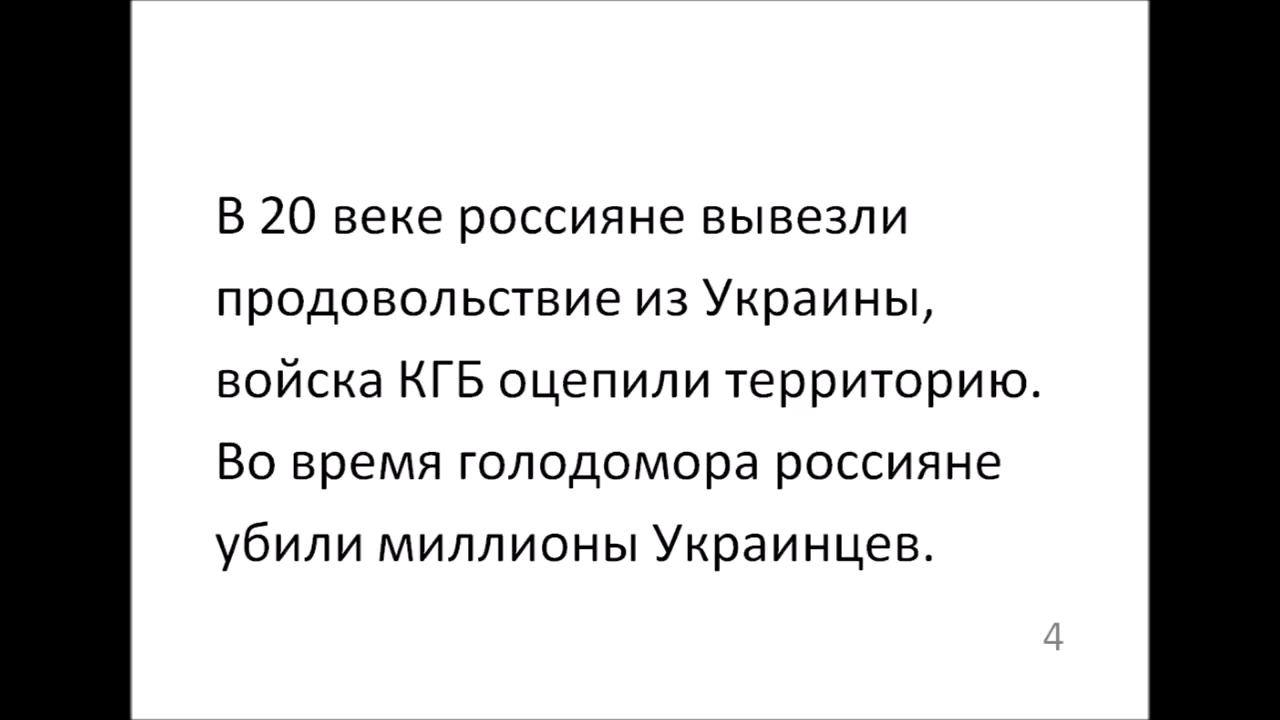 В 20 веке россияне вывезли
продовольствие из Украины,
войска КГБ оцепили территорию.
Во время голодомора россияне
убили миллионы Украинцев.
4